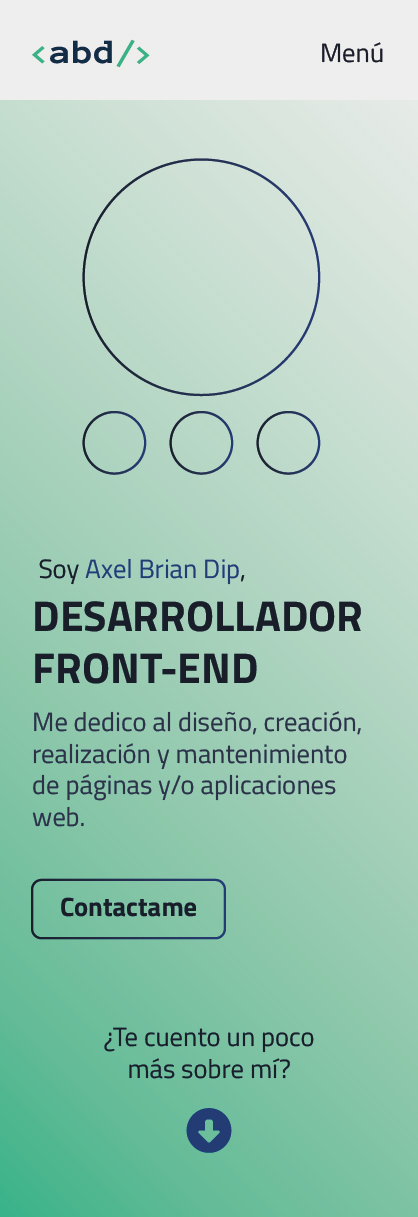 <abd/>
Menú
Soy Axel Brian Dip,
DESARROLLADOR
FRONT-END
Me dedico al diseño, creación,
realización y mantenimiento
de páginas y/o aplicaciones
web.
Contactame
¿Te cuento un poco
más sobre mí?